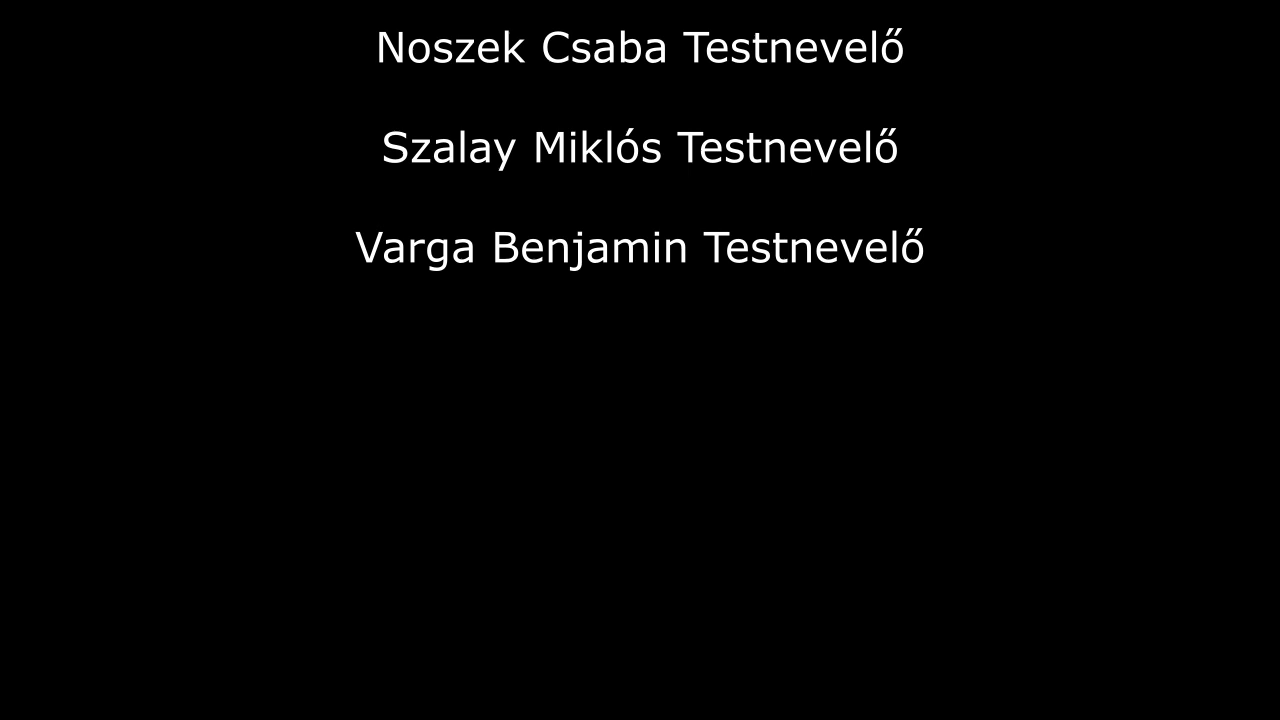 Noszek Csaba Testnevelő
Szalay Miklós Testnevelő
Varga Benjamin Testnevelő